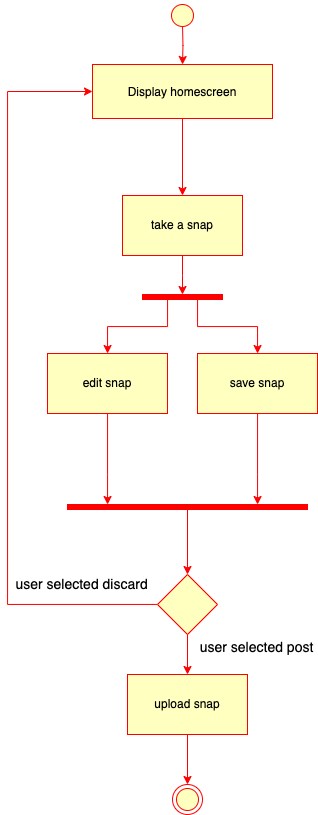 Display homescreen
take a snap
edit snap
save snap
user selected discard
user selected post
upload snap